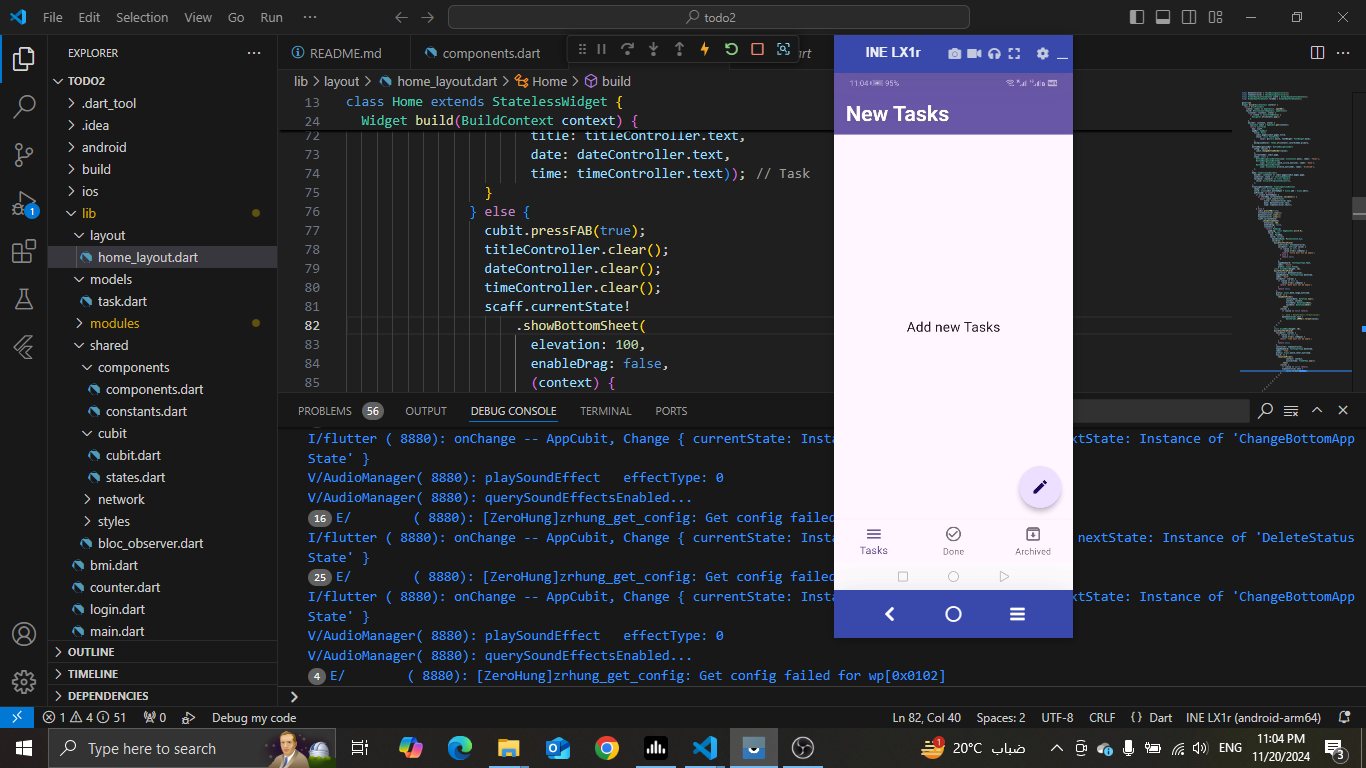 File Edit Selection View Go Run ··· todo2
EXPLORER ···
TODO2
.dart_tool
.idea
android
build
ios
lib
layout
home_layout.dart
models
task.dart
modules
shared
components
components.dart
constants.dart
cubit
cubit.dart
states.dart
network
styles
bloc_observer.dart
bmi.dart
counter.dart
login.dart
main.dart
OUTLINE
TIMELINE
DEPENDENCIES
1
README.md components.dart
lib > layout > home_layout.dart > Home > build
13 class Home extends StatelessWidget {
24 Widget build(BuildContext context) {
72 title: titleController.text,
73 date: dateController.text,
74 time: timeController.text)); // Task
75 }
76 } else {
77 cubit.pressFAB(true);
78 titleController.clear();
79 dateController.clear();
80 timeController.clear();
81 scaff.currentState!
82 .showBottomSheet(
83 elevation: 100,
84 enableDrag: false,
85 (context) {
PROBLEMS 56 OUTPUT DEBUG CONSOLE TERMINAL PORTS
I/flutter ( 8880): onChange -- AppCubit, Change { currentState: Insta
xtState: Instance of 'ChangeBottomApp
State' }
V/AudioManager( 8880): playSoundEffect effectType: 0
V/AudioManager( 8880): querySoundEffectsEnabled...
16 E/ ( 8880): [ZeroHung]zrhung_get_config: Get config failed
I/flutter ( 8880): onChange -- AppCubit, Change { currentState: Insta
nextState: Instance of 'DeleteStatus
State' }
25 E/ ( 8880): [ZeroHung]zrhung_get_config: Get config failed
I/flutter ( 8880): onChange -- AppCubit, Change { currentState: Insta
xtState: Instance of 'ChangeBottomApp
State' }
V/AudioManager( 8880): playSoundEffect effectType: 0
V/AudioManager( 8880): querySoundEffectsEnabled...
4 E/ ( 8880): [ZeroHung]zrhung_get_config: Get config failed for wp[0x0102]
INE LX1r
11:04 95%
New Tasks
Add new Tasks
Tasks Done Archived
1 4 51 0 Debug my code Ln 82, Col 40 Spaces: 2 UTF-8 CRLF {} Dart INE LX1r (android-arm64)
Type here to search 20°C ضباب ENG 11:04 PM
11/20/2024 3